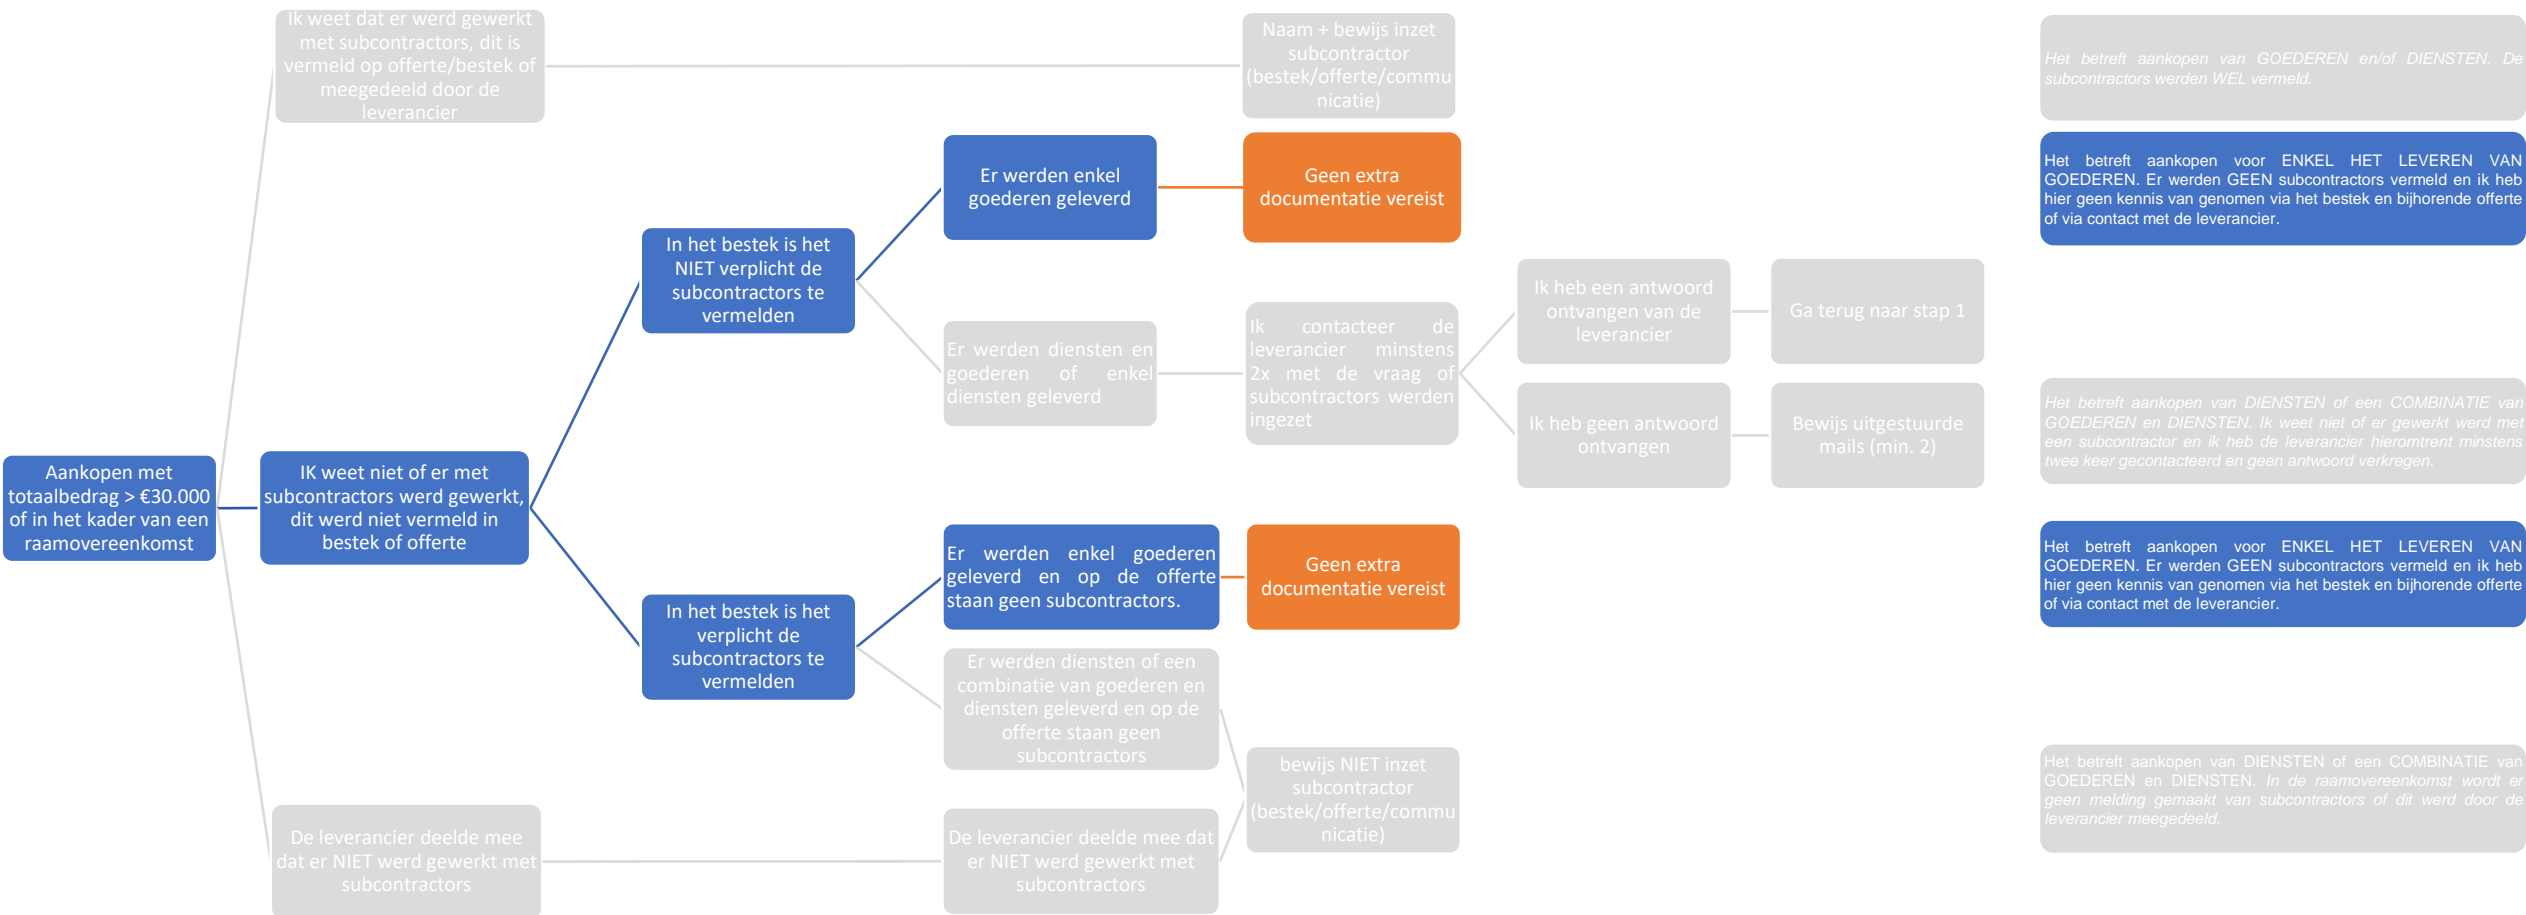 Ik weet dat er werd gewerkt
met subcontractors, dit is
vermeld op offerte/bestek of
meegedeeld door de
leverancier
Naam + bewijs inzet
subcontractor
(bestek/offerte/commu
nicatie)
Het betreft aankopen van GOEDEREN en/of DIENSTEN. De
subcontractors werden WEL vermeld.
Er werden enkel
goederen geleverd
Geen extra
documentatie vereist
Het betreft aankopen voor ENKEL HET LEVEREN VAN
GOEDEREN. Er werden GEEN subcontractors vermeld en ik heb
hier geen kennis van genomen via het bestek en bijhorende offerte
of via contact met de leverancier.
In het bestek is het
NIET verplicht de
subcontractors te
vermelden
Er werden diensten en
goederen of enkel
diensten geleverd
Ik contacteer de
leverancier minstens
2x met de vraag of
subcontractors werden
ingezet
Ik heb een antwoord
ontvangen van de
leverancier
Ga terug naar stap 1
Ik heb geen antwoord
ontvangen
Bewijs uitgestuurde
mails (min. 2)
Het betreft aankopen van DIENSTEN of een COMBINATIE van
GOEDEREN en DIENSTEN. Ik weet niet of er gewerkt werd met
een subcontractor en ik heb de leverancier hieromtrent minstens
twee keer gecontacteerd en geen antwoord verkregen.
Aankopen met
totaalbedrag > €30.000
of in het kader van een
raamovereenkomst
IK weet niet of er met
subcontractors werd gewerkt,
dit werd niet vermeld in
bestek of offerte
Er werden enkel goederen
geleverd en op de offerte
staan geen subcontractors.
Geen extra
documentatie vereist
Het betreft aankopen voor ENKEL HET LEVEREN VAN
GOEDEREN. Er werden GEEN subcontractors vermeld en ik heb
hier geen kennis van genomen via het bestek en bijhorende offerte
of via contact met de leverancier.
In het bestek is het
verplicht de
subcontractors te
vermelden
Er werden diensten of een
combinatie van goederen en
diensten geleverd en op de
offerte staan geen
subcontractors
bewijs NIET inzet
subcontractor
(bestek/offerte/commu
nicatie)
Het betreft aankopen van DIENSTEN of een COMBINATIE van
GOEDEREN en DIENSTEN. In de raamovereenkomst wordt er
geen melding gemaakt van subcontractors of dit werd door de
leverancier meegedeeld.
De leverancier deelde mee
dat er NIET werd gewerkt met
subcontractors
De leverancier deelde mee dat
er NIET werd gewerkt met
subcontractors